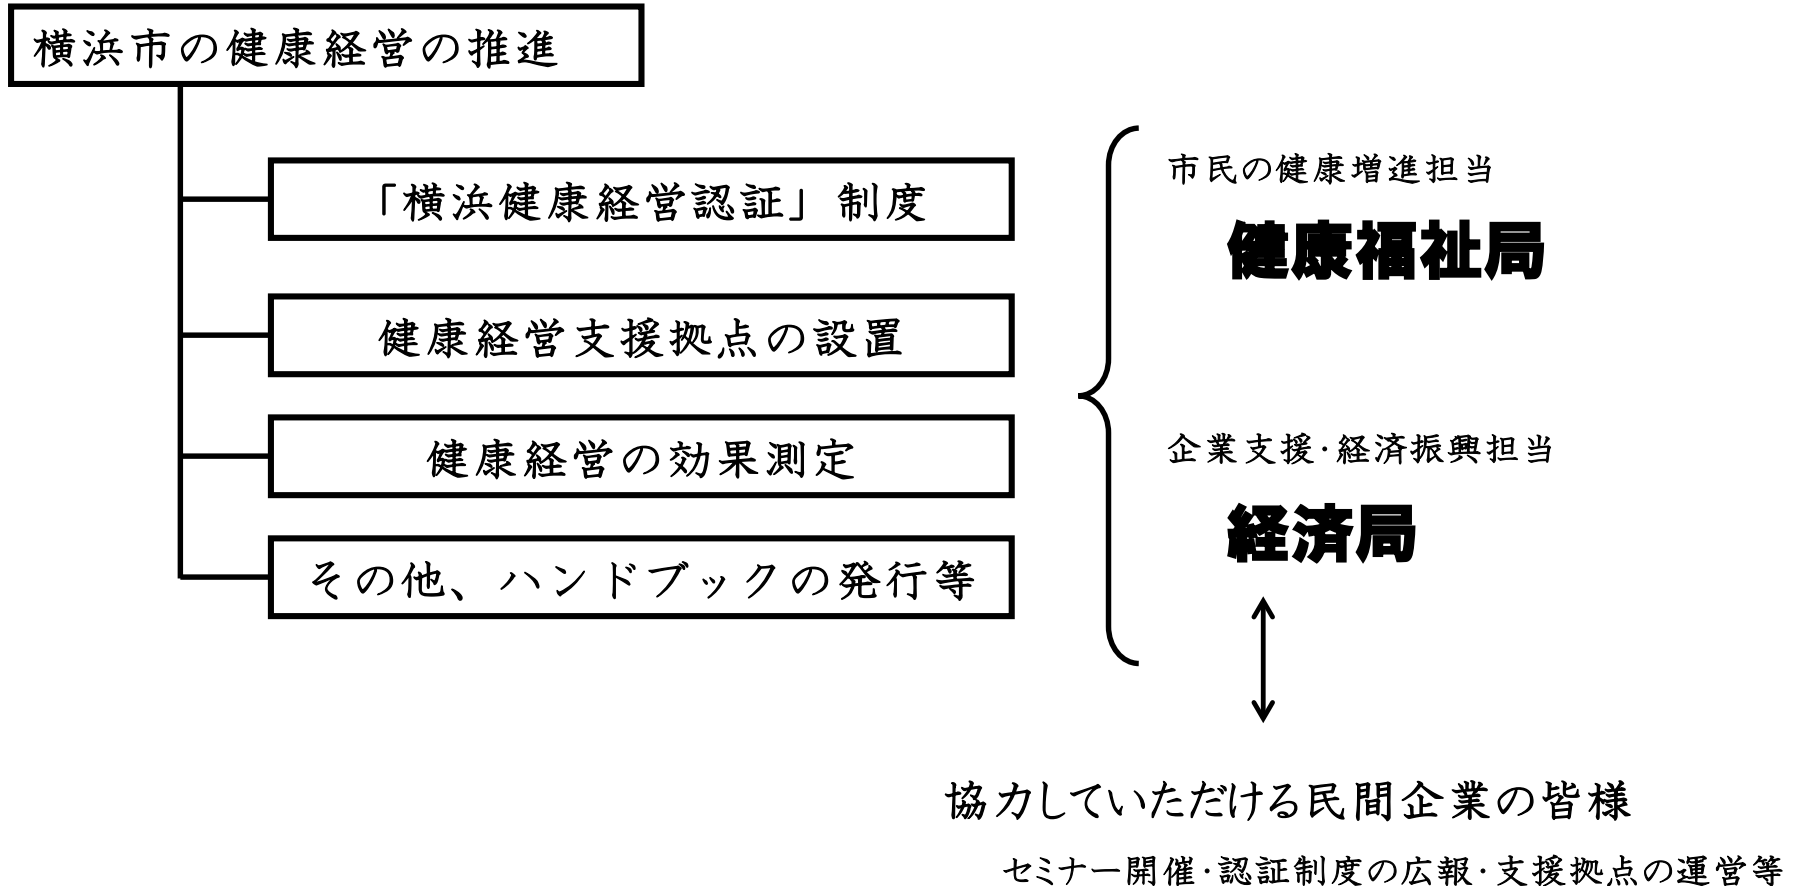 横浜市の健康経営の推進
「横浜健康経営認証」制度
健康経営支援拠点の設置
健康経営の効果測定
その他、ハンドブックの発行等
市民の健康増進担当
健康福祉局
企業支援･経済振興担当
経済局
協力していただける民間企業の皆様
セミナー開催･認証制度の広報･支援拠点の運営等